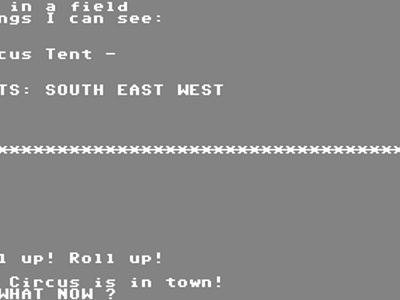 in a field
ngs I can see:
cus Tent -
TS: SOUTH EAST WEST
***********************************
l up! Roll up!
Circus is in town!
WHAT NOW ?